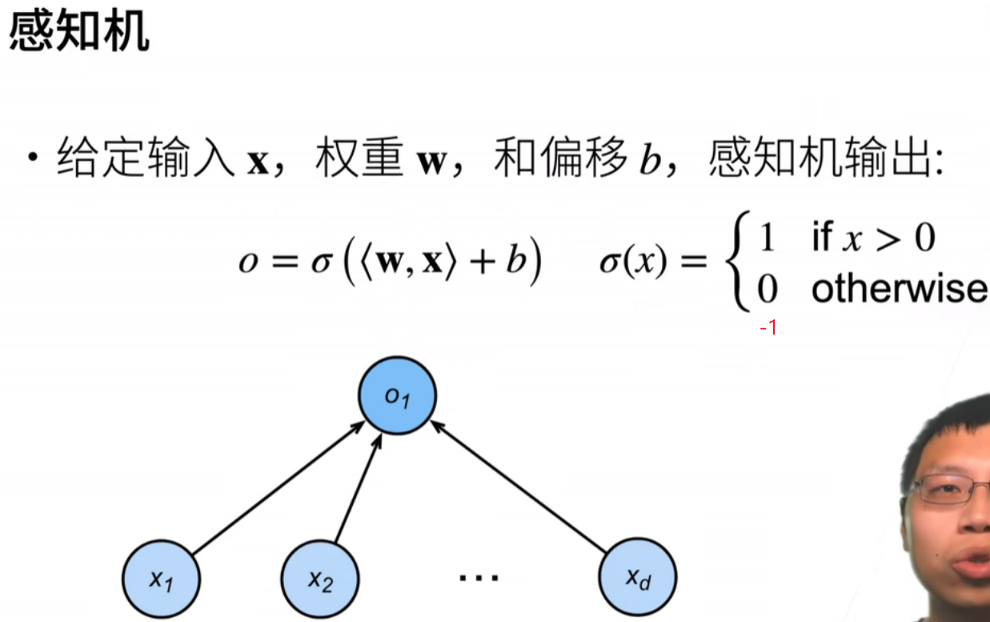 感知机
• 给定输入 x，权重 w，和偏移 b，感知机输出:
o = σ (⟨w, x⟩ + b)   σ(x) = { 1 if x > 0
0 otherwise
-1
o1
x1 x2 ... xd